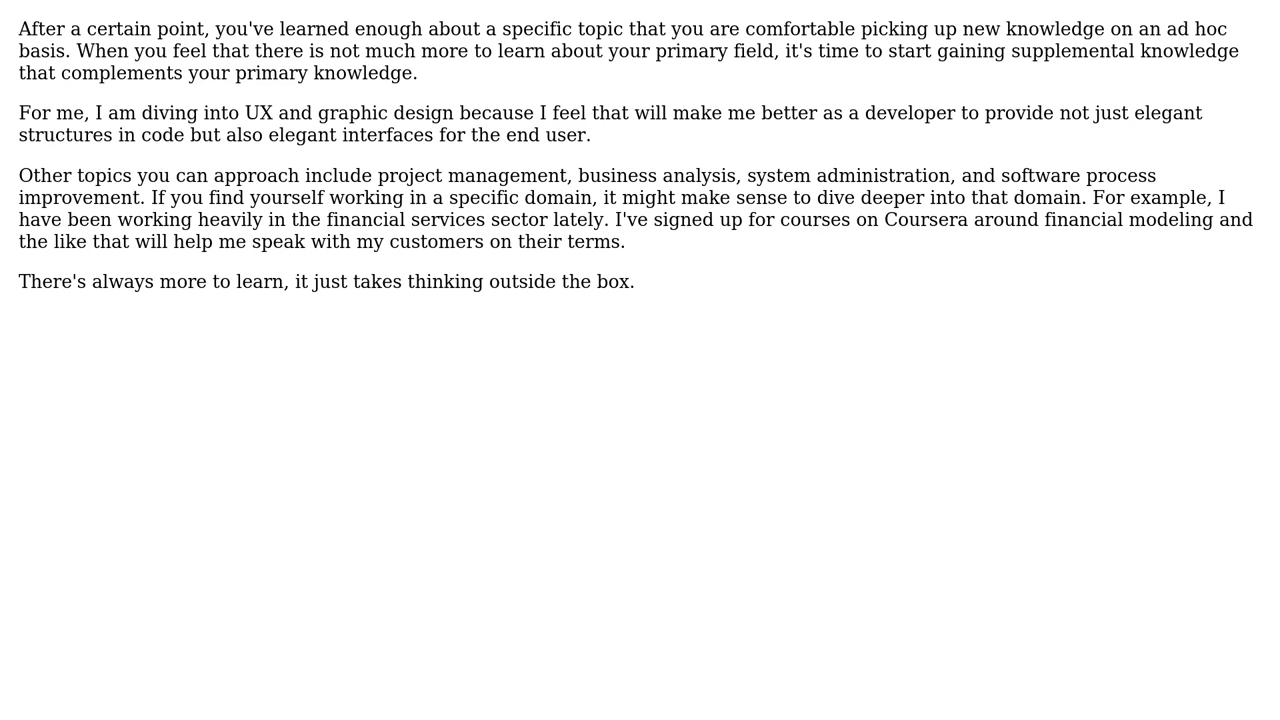 After a certain point, you've learned enough about a specific topic that you are comfortable picking up new knowledge on an ad hoc
basis. When you feel that there is not much more to learn about your primary field, it's time to start gaining supplemental knowledge
that complements your primary knowledge.
For me, I am diving into UX and graphic design because I feel that will make me better as a developer to provide not just elegant
structures in code but also elegant interfaces for the end user.
Other topics you can approach include project management, business analysis, system administration, and software process
improvement. If you find yourself working in a specific domain, it might make sense to dive deeper into that domain. For example, I
have been working heavily in the financial services sector lately. I've signed up for courses on Coursera around financial modeling and
the like that will help me speak with my customers on their terms.
There's always more to learn, it just takes thinking outside the box.